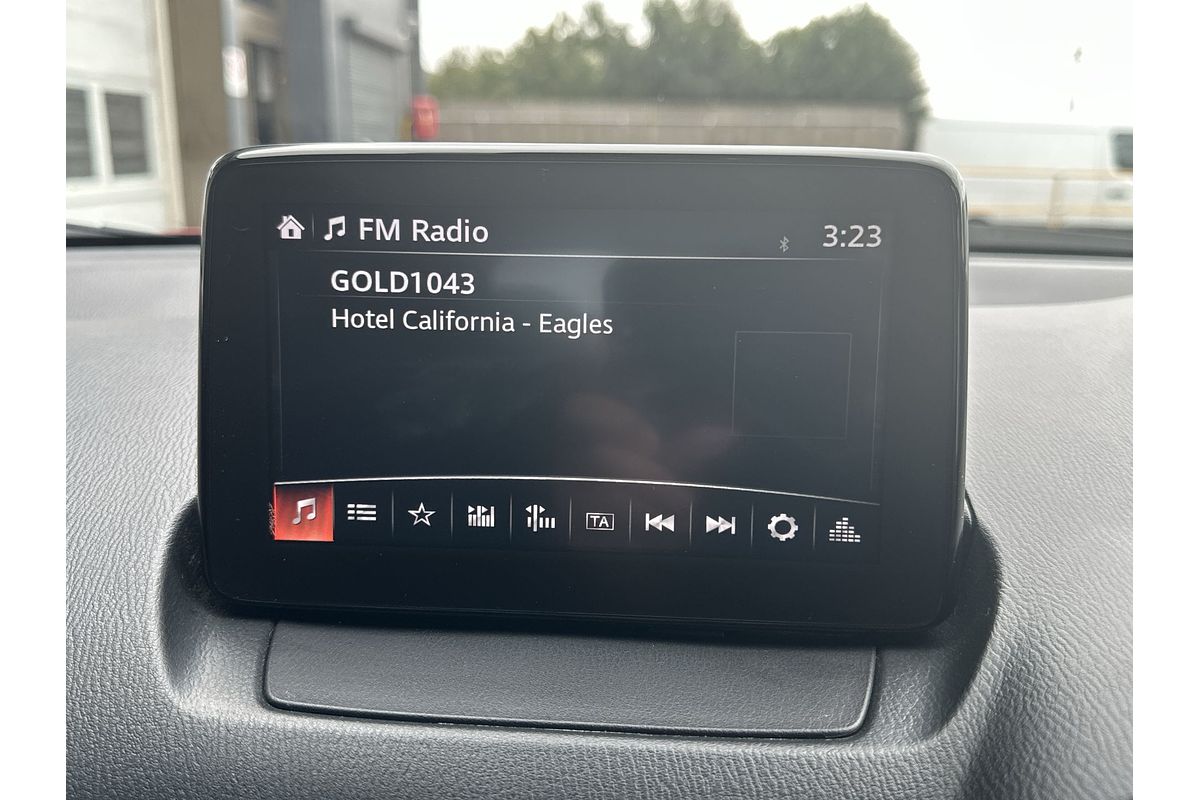 FM Radio
3:23
GOLD1043
Hotel California - Eagles
TA